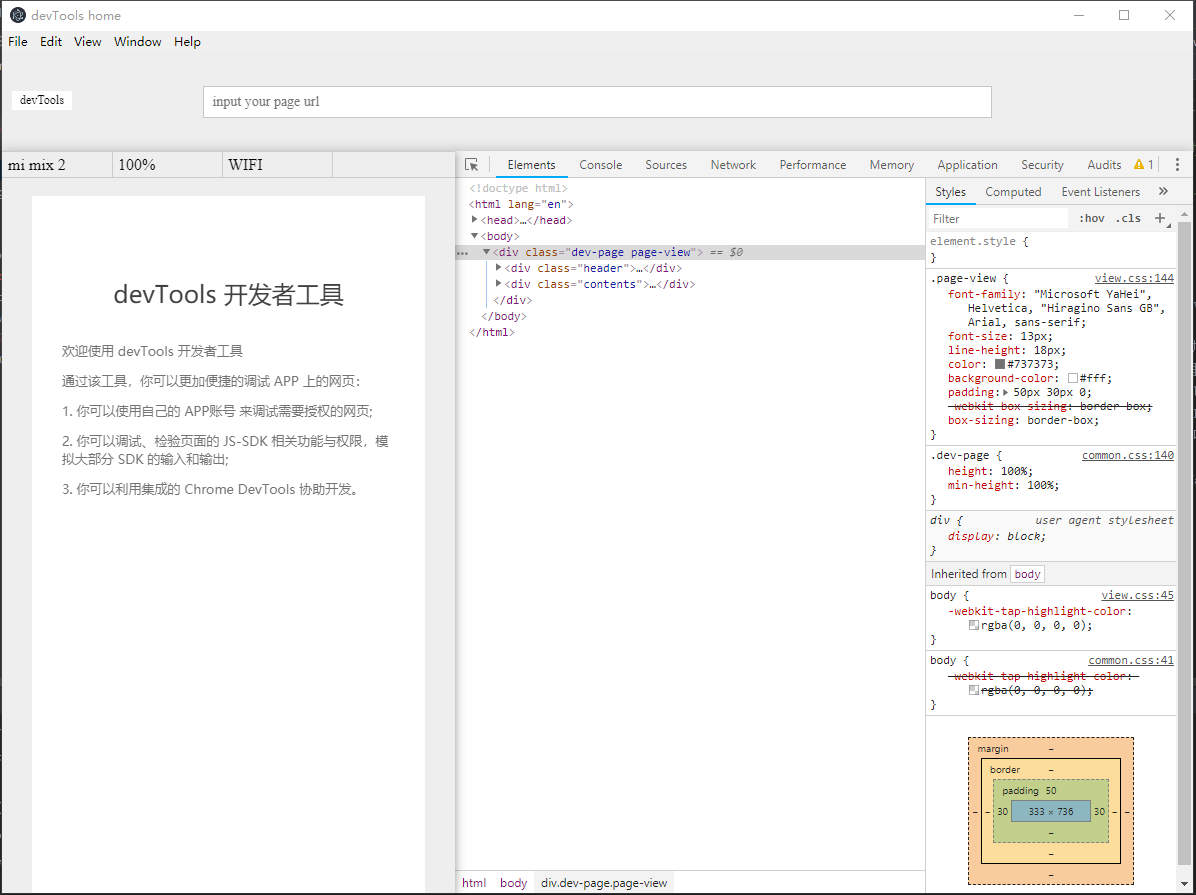 devTools home
File Edit View Window Help
devTools
input your page url
mi mix 2 100% WIFI
devTools 开发者工具
欢迎使用 devTools 开发者工具
通过该工具，你可以更加便捷的调试 APP 上的网页：
1. 你可以使用自己的 APP账号 来调试需要授权的网页;
2. 你可以调试、检验页面的 JS-SDK 相关功能与权限，模
拟大部分 SDK 的输入和输出;
3. 你可以利用集成的 Chrome DevTools 协助开发。
Elements Console Sources Network Performance Memory Application Security Audits 1
<!doctype html>
<html lang="en">
<head>…</head>
<body>
<div class="dev-page page-view"> == $0
<div class="header">…</div>
<div class="contents">…</div>
</div>
</body>
</html>
html body div.dev-page.page-view
Styles Computed Event Listeners »
Filter :hov .cls +
element.style {
}
.page-view { view.css:144
font-family: "Microsoft YaHei",
Helvetica, "Hiragino Sans GB",
Arial, sans-serif;
font-size: 13px;
line-height: 18px;
color: #737373;
background-color: #fff;
padding: 50px 30px 0;
-webkit-box-sizing: border-box;
box-sizing: border-box;
}
.dev-page { common.css:140
height: 100%;
min-height: 100%;
}
div { user agent stylesheet
display: block;
}
Inherited from body
body { view.css:45
-webkit-tap-highlight-color:
rgba(0, 0, 0, 0);
}
body { common.css:41
-webkit-tap-highlight-color:
rgba(0, 0, 0, 0);
}
margin –
border –
padding 50
– – 30 333 × 736 30 – –
–
–
–